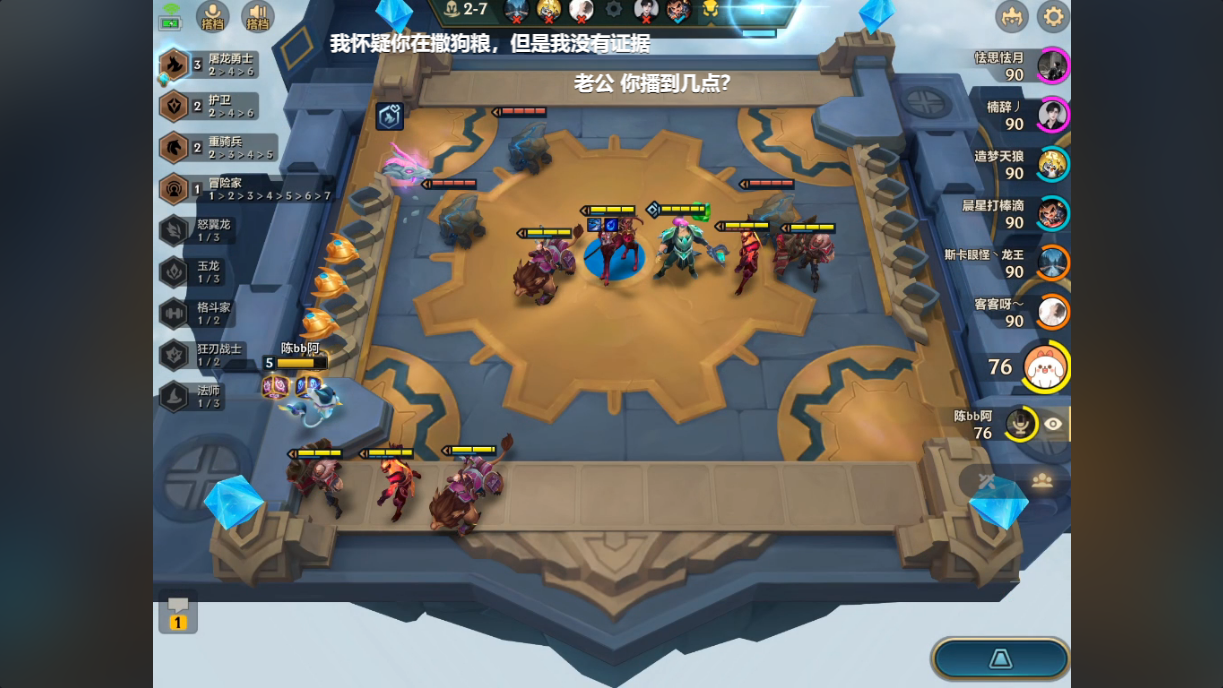 搭档
搭档
2-7
1
我怀疑你在撒狗粮，但是我没有证据
老公 你播到几点？
3 屠龙勇士
2 > 4 > 6
2 护卫
2 > 4 > 6
2 重骑兵
2 > 3 > 4 > 5
1 冒险家
1 > 2 > 3 > 4 > 5 > 6 > 7
怒翼龙
1 / 3
玉龙
1 / 3
格斗家
1 / 2
狂刃战士
1 / 2
法师
1 / 3
陈bb阿
5
怯思怯月
90
楠辞丿
90
造梦天狼
90
晨星打棒滴
90
斯卡眼怪丶龙王
90
客客呀～
90
76
陈bb阿
76
1